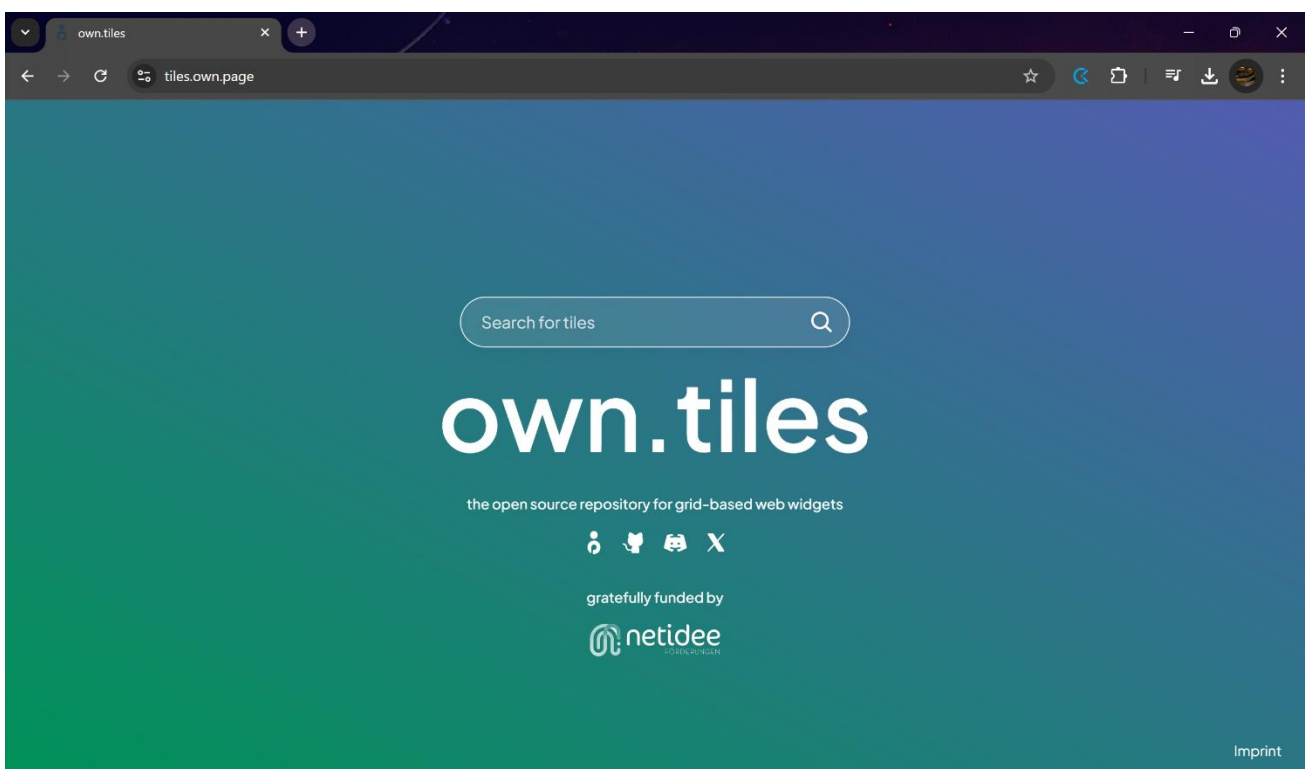 own.tiles
tiles.own.page
Search for tiles
own.tiles
the open source repository for grid-based web widgets
gratefully funded by
netidee
FÖRDERUNGEN
Imprint